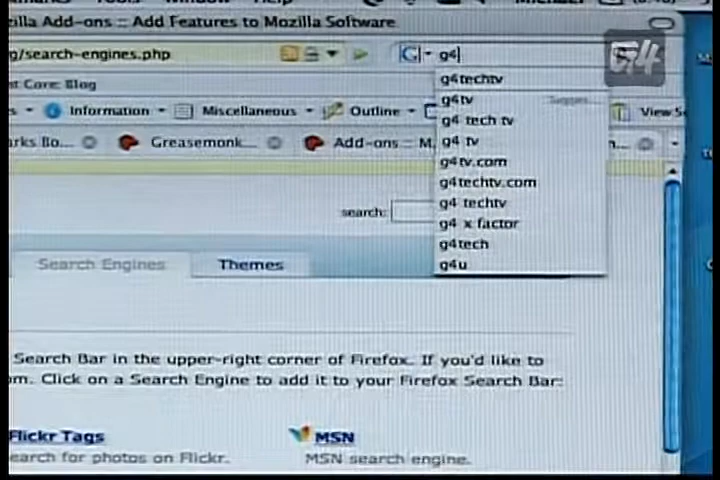 illa Add-ons :: Add Features to Mozilla Software
g/search-engines.php
g4
G4
g4techtv
st Core: Blog
g4tv
Information
Miscellaneous
Outline
g4 tech tv
View S
rks Bo...
Greasemonk...
Add-ons :: M
g4 tv
g4tv.com
g4techtv.com
search:
g4 techtv
g4 x factor
g4tech
Search Engines
Themes
g4u
Search Bar in the upper-right corner of Firefox. If you'd like to
om. Click on a Search Engine to add it to your Firefox Search Bar:
Flickr Tags
MSN
earch for photos on Flickr.
MSN search engine.